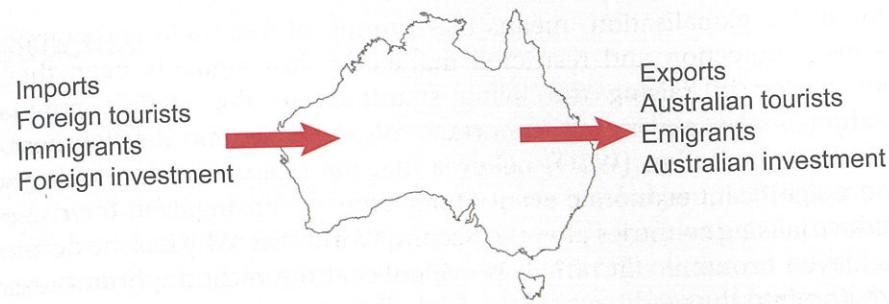 Imports
Foreign tourists
Immigrants
Foreign investment
Exports
Australian tourists
Emigrants
Australian investment